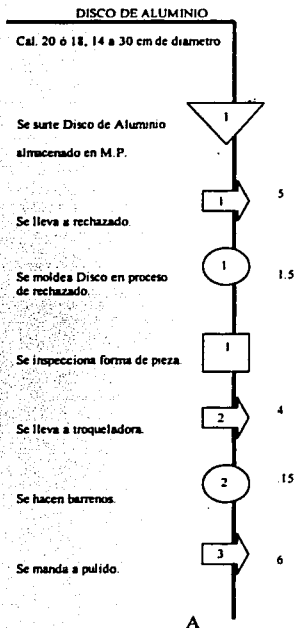 DISCO DE ALUMINIO
Cal. 20 ó 18, 14 a 30 cm de diametro
1
Se surte Disco de Aluminio
almacenado en M.P.
1
5
Se lleva a rechazado.
1
1.5
Se moldea Disco en proceso
de rechazado.
1
Se inspecciona forma de pieza.
2
4
Se lleva a troqueladora.
2
.15
Se hacen barrenos.
3
6
Se manda a pulido.
A